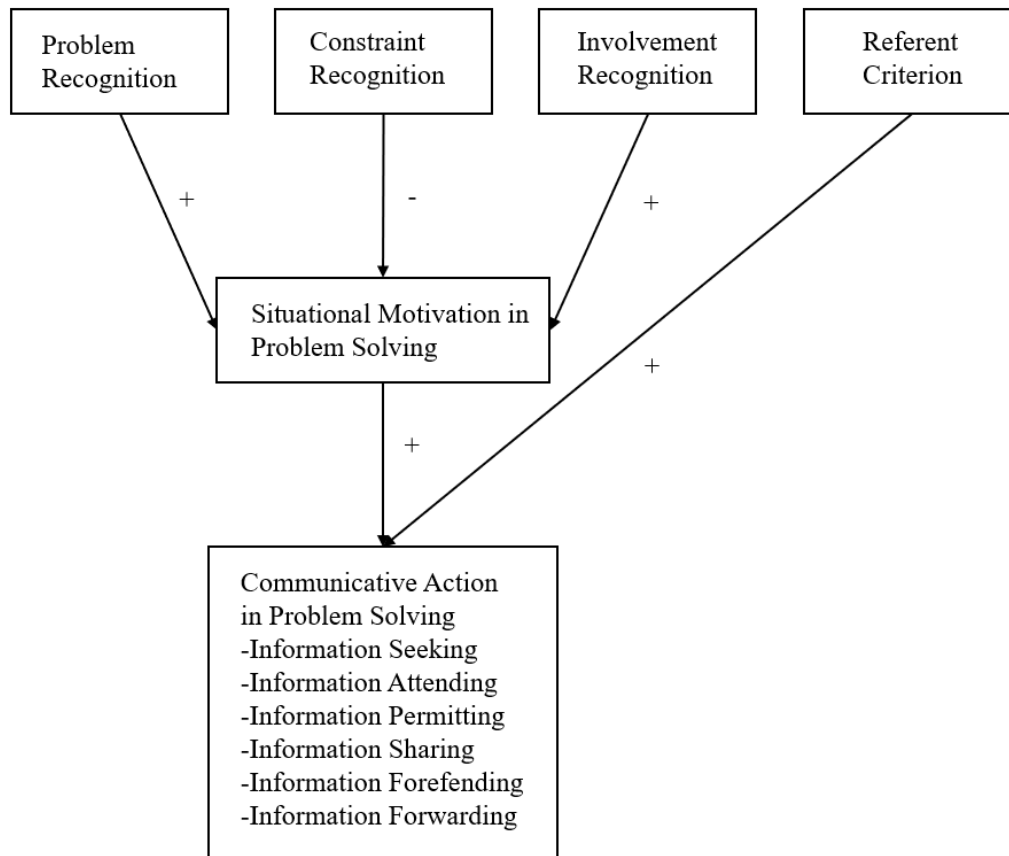 Problem
Recognition
Constraint
Recognition
Involvement
Recognition
Referent
Criterion
+
-
+
Situational Motivation in
Problem Solving
+
+
Communicative Action
in Problem Solving
-Information Seeking
-Information Attending
-Information Permitting
-Information Sharing
-Information Forefending
-Information Forwarding